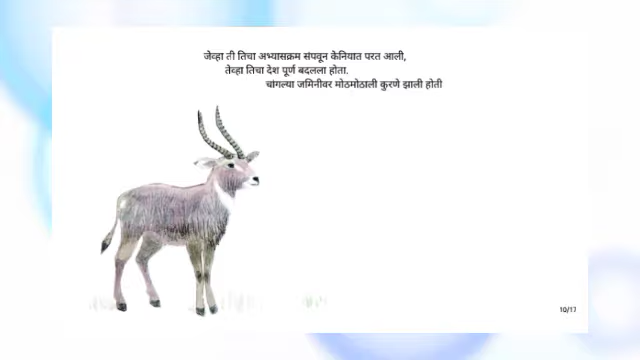 जेव्हा ती तिचा अभ्यासक्रम संपवून केनियात परत आली,
तेव्हा तिचा देश पूर्ण बदलला होता.
चांगल्या जमिनीवर मोठमोठाली कुरणे झाली होती
10/17